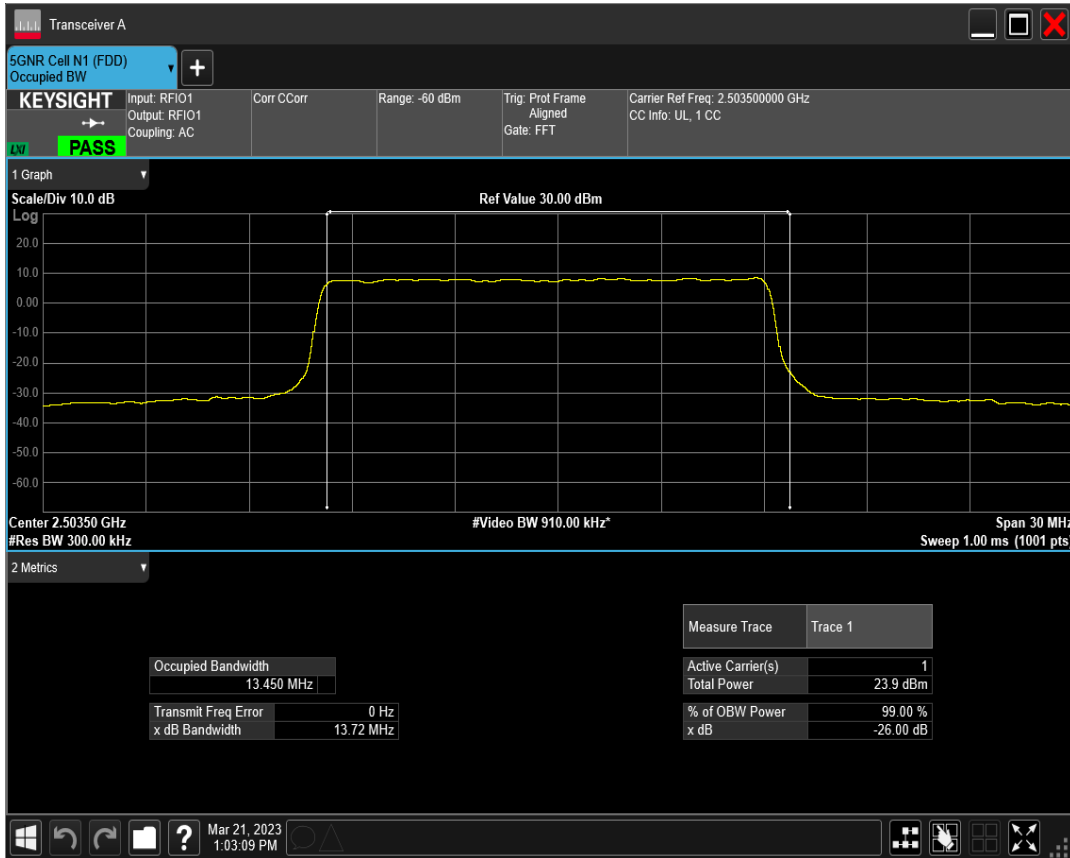 Transceiver A
5GNR Cell N1 (FDD)
Occupied BW
+
KEYSIGHT
LXI
PASS
Input: RFIO1
Output: RFIO1
Coupling: AC
Corr CCorr
Range: -60 dBm
Trig: Prot Frame
Aligned
Gate: FFT
Carrier Ref Freq: 2.503500000 GHz
CC Info: UL, 1 CC
1 Graph
Scale/Div 10.0 dB
Ref Value 30.00 dBm
Log
20.0
10.0
0.00
-10.0
-20.0
-30.0
-40.0
-50.0
-60.0
Center 2.50350 GHz
#Video BW 910.00 kHz*
Span 30 MHz
#Res BW 300.00 kHz
Sweep 1.00 ms (1001 pts)
2 Metrics
Measure Trace
Trace 1
Occupied Bandwidth
13.450 MHz
Active Carrier(s)
1
Total Power
23.9 dBm
Transmit Freq Error
0 Hz
x dB Bandwidth
13.72 MHz
% of OBW Power
99.00 %
x dB
-26.00 dB
?
Mar 21, 2023
1:03:09 PM